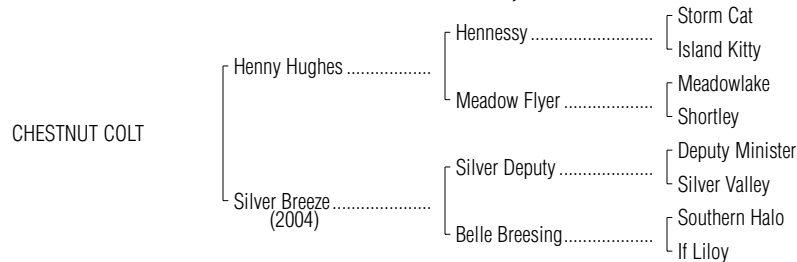 Storm Cat
Hennessy ..........................
Island Kitty
Henny Hughes ..................
Meadowlake
Meadow Flyer ...................
Shortley
CHESTNUT COLT
Deputy Minister
Silver Deputy ....................
Silver Valley
Silver Breeze .....................
(2004)
Southern Halo
Belle Breesing...................
If Liloy